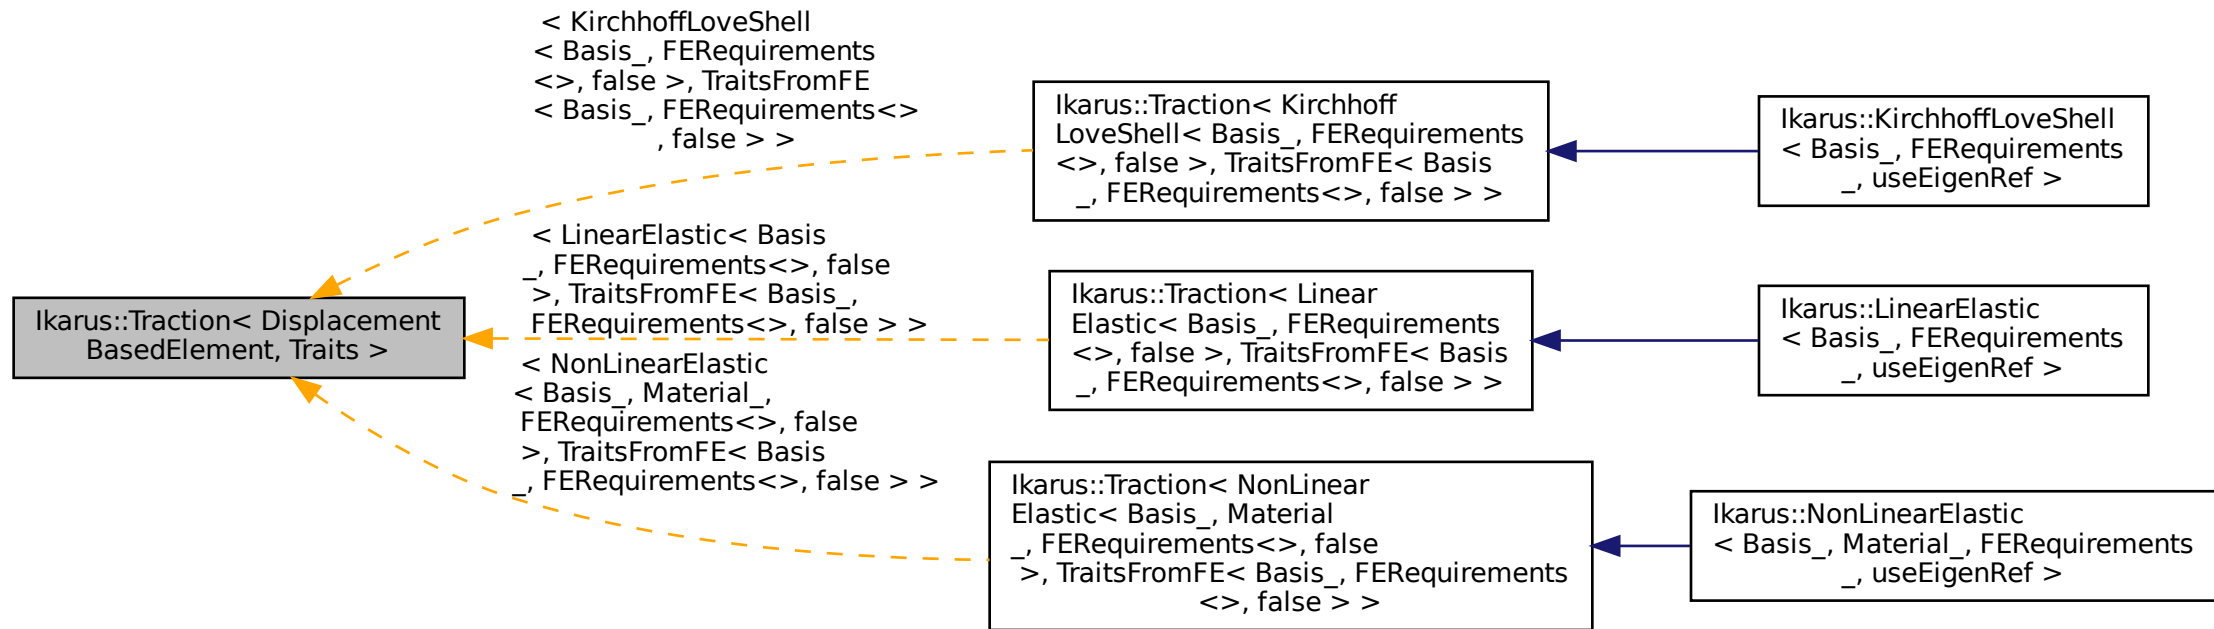 < KirchhoffLoveShell
< Basis_, FERequirements
<>, false >, TraitsFromFE
< Basis_, FERequirements<>
, false > >
Ikarus::Traction< Kirchhoff
LoveShell< Basis_, FERequirements
<>, false >, TraitsFromFE< Basis
_, FERequirements<>, false > >
Ikarus::KirchhoffLoveShell
< Basis_, FERequirements
_, useEigenRef >
< LinearElastic< Basis
_, FERequirements<>, false
>, TraitsFromFE< Basis_,
FERequirements<>, false > >
Ikarus::Traction< Displacement
BasedElement, Traits >
Ikarus::Traction< Linear
Elastic< Basis_, FERequirements
<>, false >, TraitsFromFE< Basis
_, FERequirements<>, false > >
Ikarus::LinearElastic
< Basis_, FERequirements
_, useEigenRef >
< NonLinearElastic
< Basis_, Material_,
FERequirements<>, false
>, TraitsFromFE< Basis
_, FERequirements<>, false > >
Ikarus::Traction< NonLinear
Elastic< Basis_, Material
_, FERequirements<>, false
>, TraitsFromFE< Basis_, FERequirements
<>, false > >
Ikarus::NonLinearElastic
< Basis_, Material_, FERequirements
_, useEigenRef >